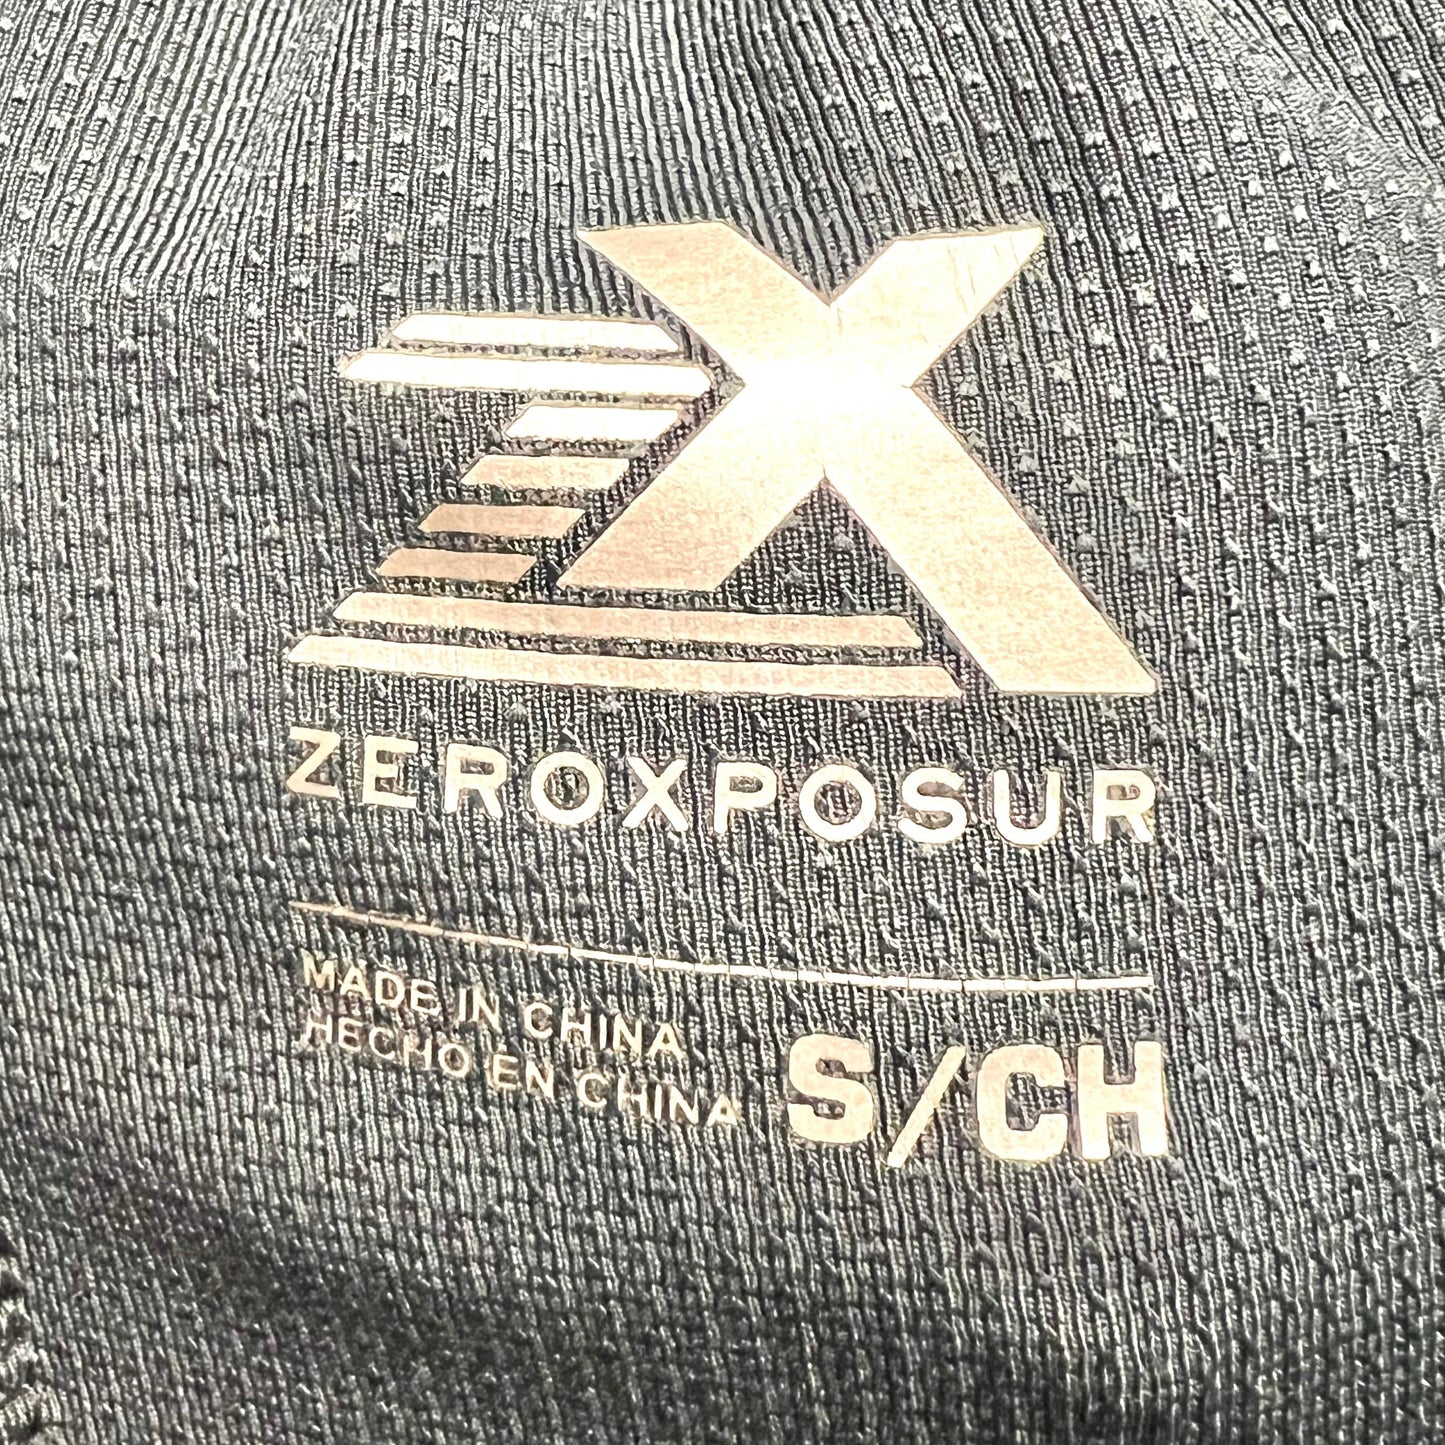 ZEROXPOSUR
MADE IN CHINA
HECHO EN CHINA
S/CH